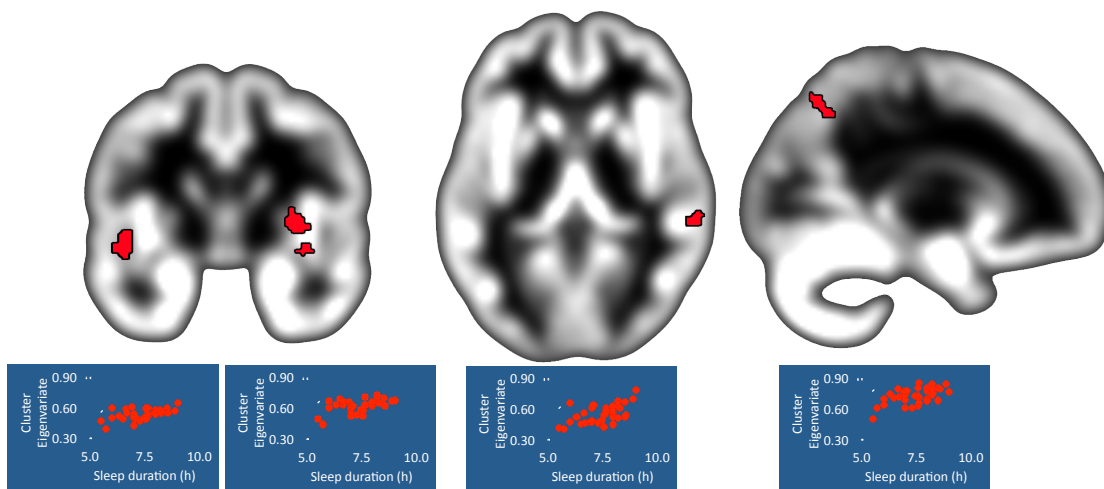 0.90
Cluster
Eigenvariate
0.60
0.30
5.0 7.5 10.0
Sleep duration (h)
0.90
Cluster
Eigenvariate
0.60
0.30
5.0 7.5 10.0
Sleep duration (h)
0.90
Cluster
Eigenvariate
0.60
0.30
5.0 7.5 10.0
Sleep duration (h)
0.90
Cluster
Eigenvariate
0.60
0.30
5.0 7.5 10.0
Sleep duration (h)